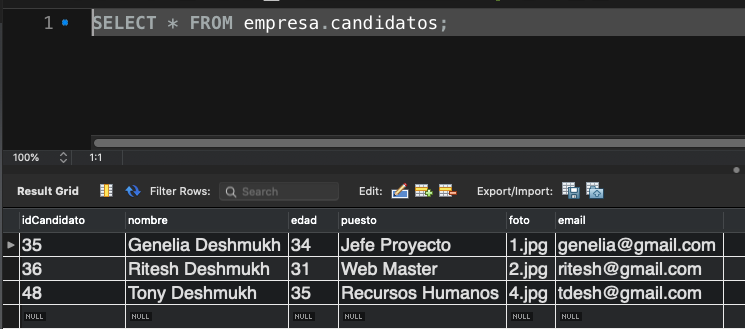 1 SELECT * FROM empresa.candidatos;
100% 1:1
Result Grid Filter Rows: Search Edit: Export/Import:
idCandidato nombre edad puesto foto email
35 Genelia Deshmukh 34 Jefe Proyecto 1.jpg genelia@gmail.com
36 Ritesh Deshmukh 31 Web Master 2.jpg ritesh@gmail.com
48 Tony Deshmukh 35 Recursos Humanos 4.jpg tdesh@gmail.com
NULL NULL NULL NULL NULL NULL